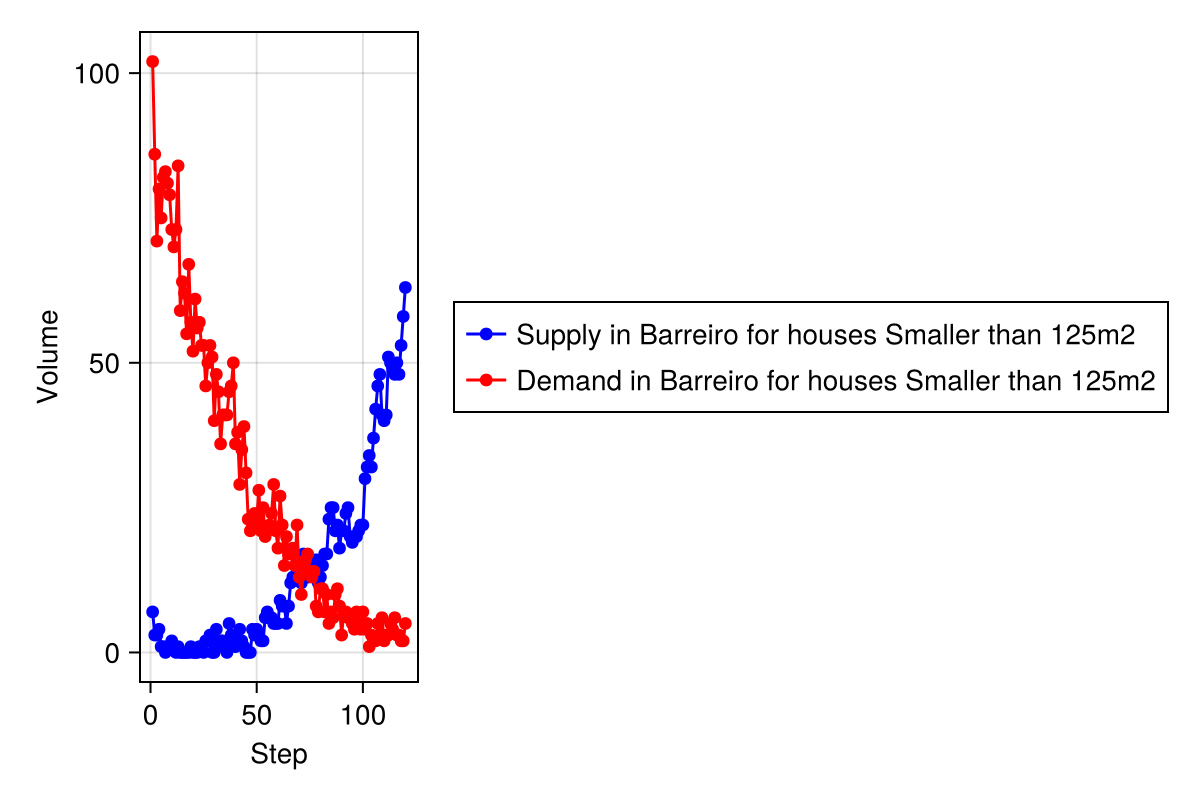 100
50
0
Volume
0 50 100
Step
Supply in Barreiro for houses Smaller than 125m2
Demand in Barreiro for houses Smaller than 125m2